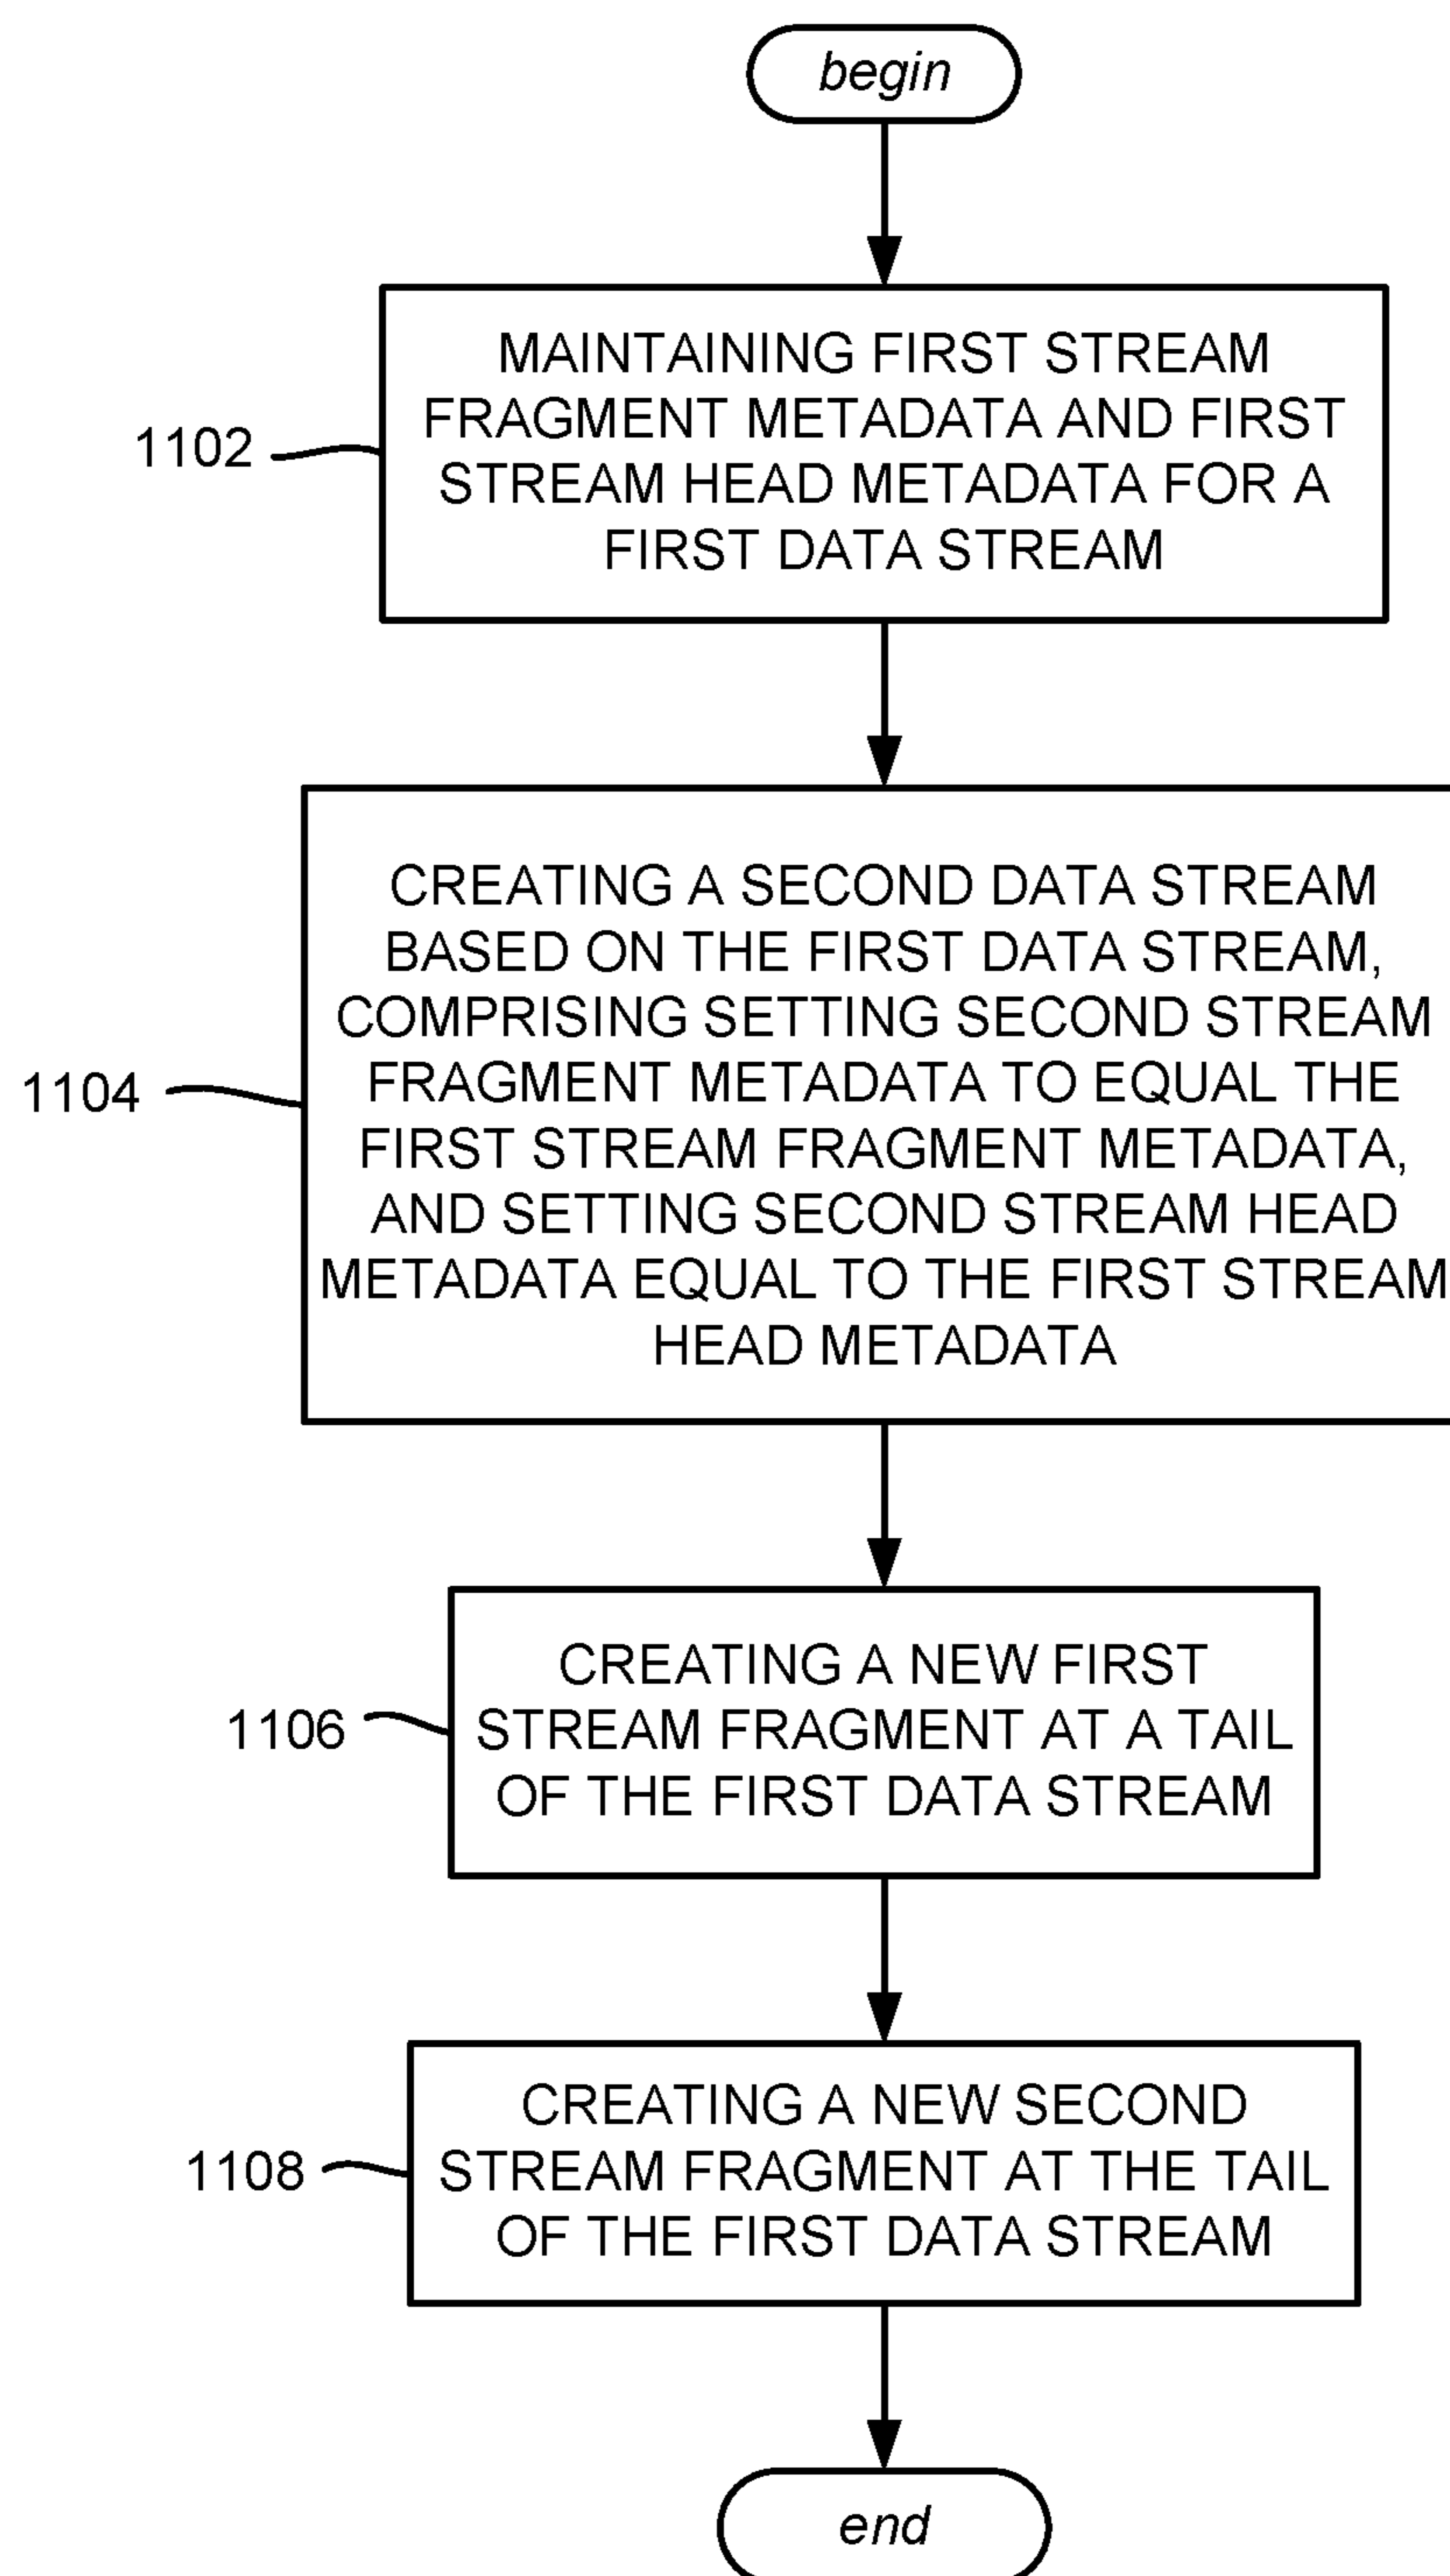 begin
MAINTAINING FIRST STREAM
FRAGMENT METADATA AND FIRST
STREAM HEAD METADATA FOR A
FIRST DATA STREAM
1102
CREATING A SECOND DATA STREAM
BASED ON THE FIRST DATA STREAM,
COMPRISING SETTING SECOND STREAM
FRAGMENT METADATA TO EQUAL THE
FIRST STREAM FRAGMENT METADATA,
AND SETTING SECOND STREAM HEAD
METADATA EQUAL TO THE FIRST STREAM
HEAD METADATA
1104
CREATING A NEW FIRST
STREAM FRAGMENT AT A TAIL
OF THE FIRST DATA STREAM
1106
CREATING A NEW SECOND
STREAM FRAGMENT AT THE TAIL
OF THE FIRST DATA STREAM
1108
end